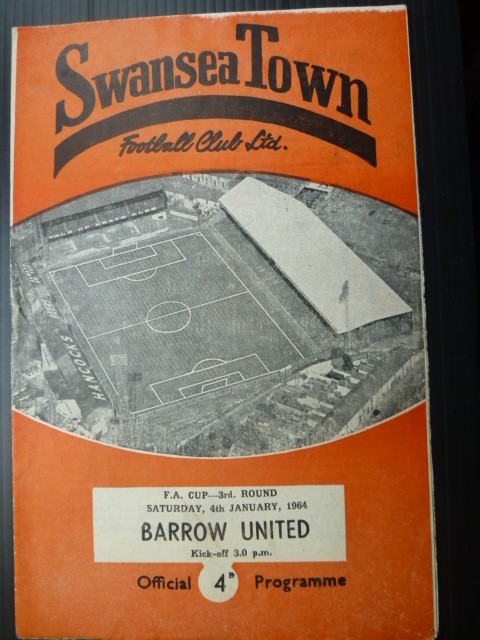 Swansea Town
Football Club Ltd.
HANCOCKS
F.A. CUP—3rd. ROUND
SATURDAY, 4th JANUARY, 1964
BARROW UNITED
Kick-off 3.0 p.m.
Official 4D Programme